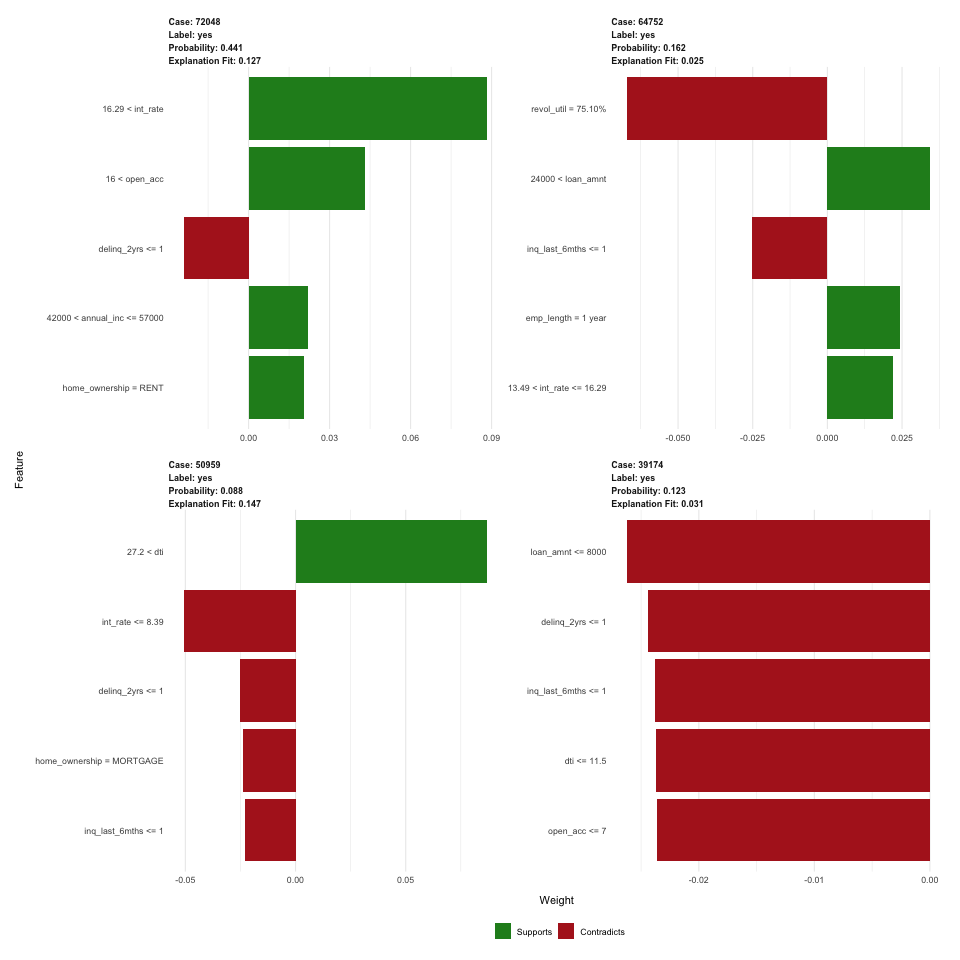 Case: 72048
Label: yes
Probability: 0.441
Explanation Fit: 0.127
16.29 < int_rate
16 < open_acc
delinq_2yrs <= 1
42000 < annual_inc <= 57000
home_ownership = RENT
0.00 0.03 0.06 0.09
Case: 64752
Label: yes
Probability: 0.162
Explanation Fit: 0.025
revol_util = 75.10%
24000 < loan_amnt
inq_last_6mths <= 1
emp_length = 1 year
13.49 < int_rate <= 16.29
-0.050 -0.025 0.000 0.025
Feature
Case: 50959
Label: yes
Probability: 0.088
Explanation Fit: 0.147
27.2 < dti
int_rate <= 8.39
delinq_2yrs <= 1
home_ownership = MORTGAGE
inq_last_6mths <= 1
-0.05 0.00 0.05
Case: 39174
Label: yes
Probability: 0.123
Explanation Fit: 0.031
loan_amnt <= 8000
delinq_2yrs <= 1
inq_last_6mths <= 1
dti <= 11.5
open_acc <= 7
-0.02 -0.01 0.00
Weight
Supports Contradicts